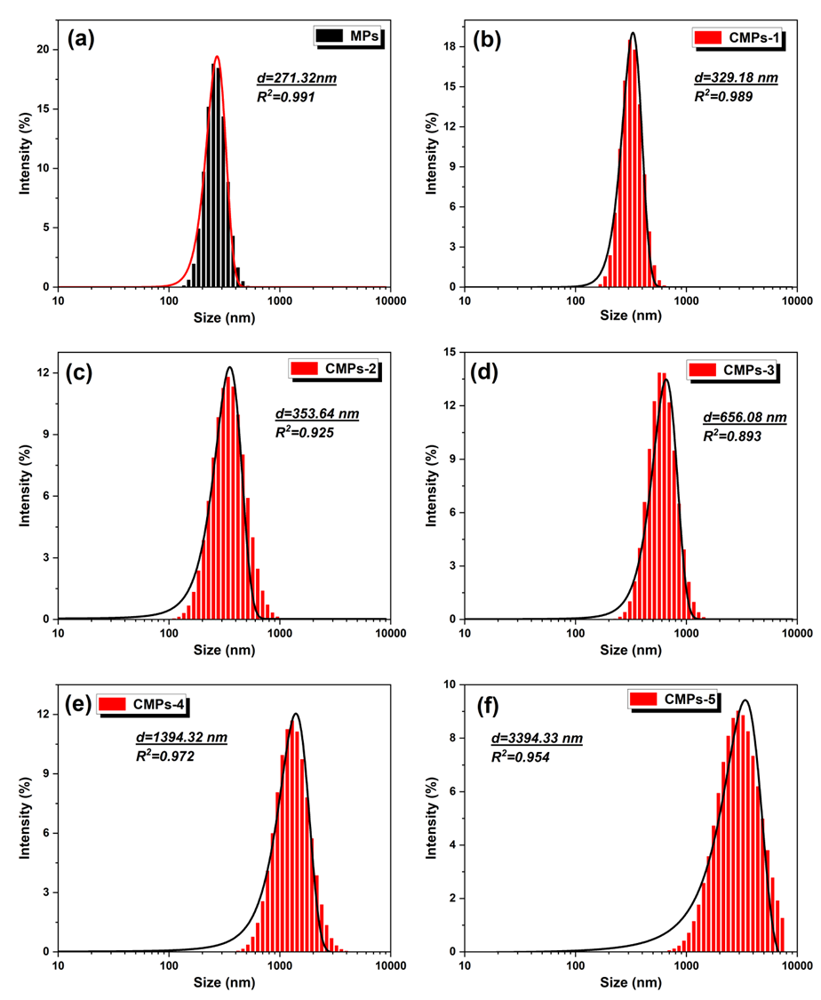 (a)
MPs
d=271.32nm
R²=0.991
Intensity (%)
20
15
10
5
0
10
100
1000
10000
Size (nm)
(b)
CMPs-1
d=329.18 nm
R²=0.989
Intensity (%)
18
15
12
9
6
3
0
10
100
1000
10000
Size (nm)
(c)
CMPs-2
d=353.64 nm
R²=0.925
Intensity (%)
12
9
6
3
0
10
100
1000
10000
Size (nm)
(d)
CMPs-3
d=656.08 nm
R²=0.893
Intensity (%)
15
12
9
6
3
0
10
100
1000
10000
Size (nm)
(e)
CMPs-4
d=1394.32 nm
R²=0.972
Intensity (%)
12
9
6
3
0
10
100
1000
10000
Size (nm)
(f)
CMPs-5
d=3394.33 nm
R²=0.954
Intensity (%)
10
8
6
4
2
0
10
100
1000
10000
Size (nm)